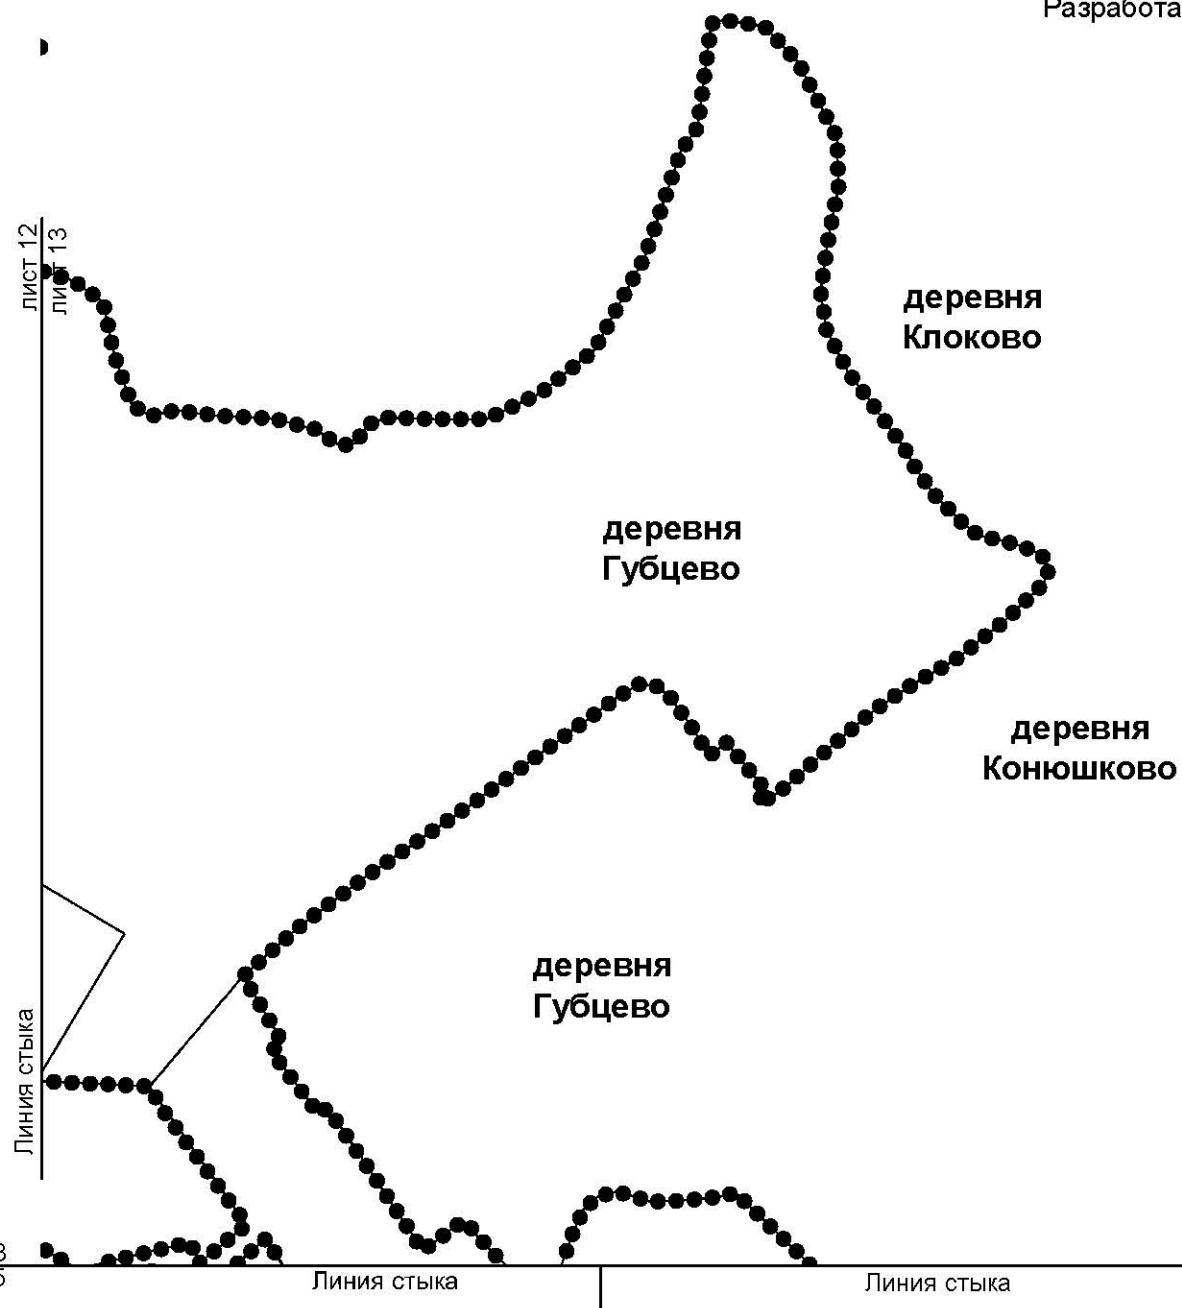 Разработа
лист 12
лист 13
деревня
Клоково
деревня
Губцево
деревня
Конюшково
деревня
Губцево
Линия стыка
Линия стыка
Линия стыка